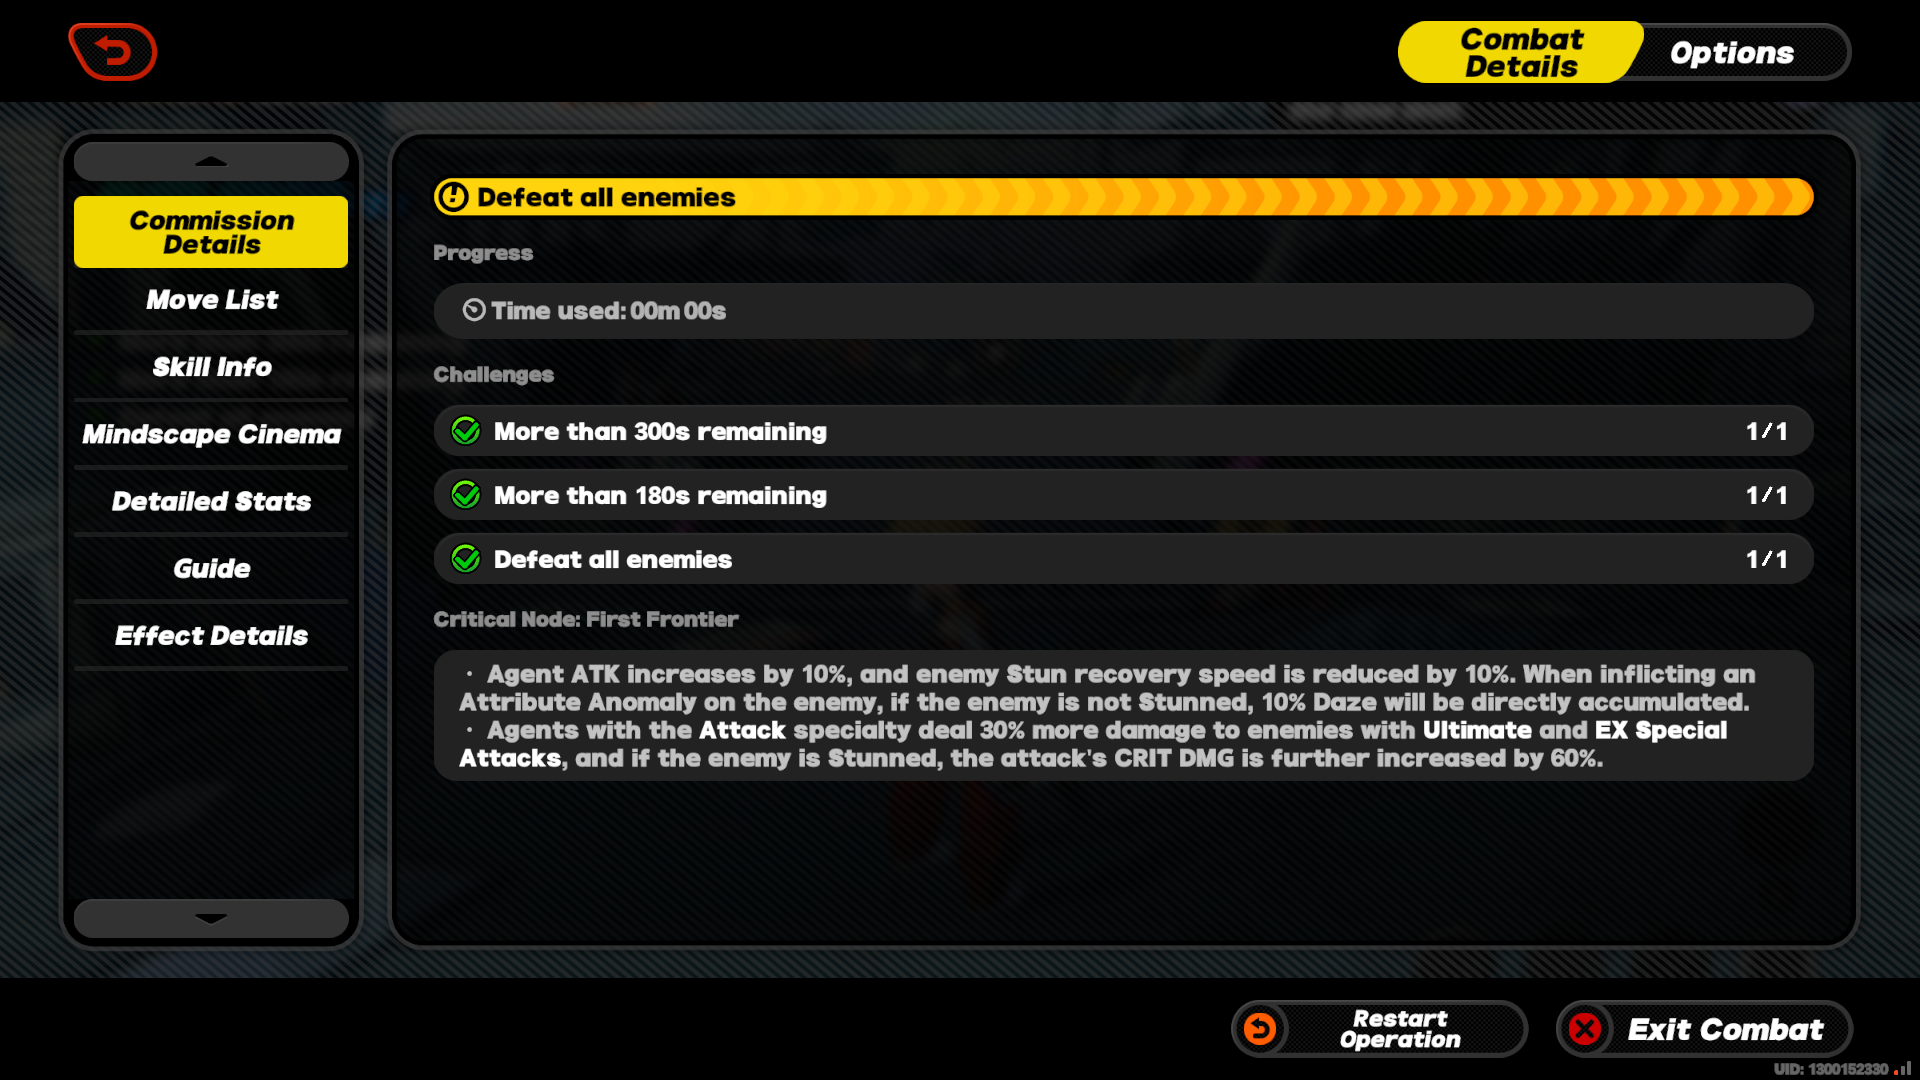 Combat
Details
Options
Commission
Details
Move List
Skill Info
Mindscape Cinema
Detailed Stats
Guide
Effect Details
Defeat all enemies
Progress
Time used: 00m 00s
Challenges
More than 300s remaining 1/1
More than 180s remaining 1/1
Defeat all enemies 1/1
Critical Node: First Frontier
· Agent ATK increases by 10%, and enemy Stun recovery speed is reduced by 10%. When inflicting an
Attribute Anomaly on the enemy, if the enemy is not Stunned, 10% Daze will be directly accumulated.
· Agents with the Attack specialty deal 30% more damage to enemies with Ultimate and EX Special
Attacks, and if the enemy is Stunned, the attack's CRIT DMG is further increased by 60%.
Restart
Operation
Exit Combat
UID: 1300152330